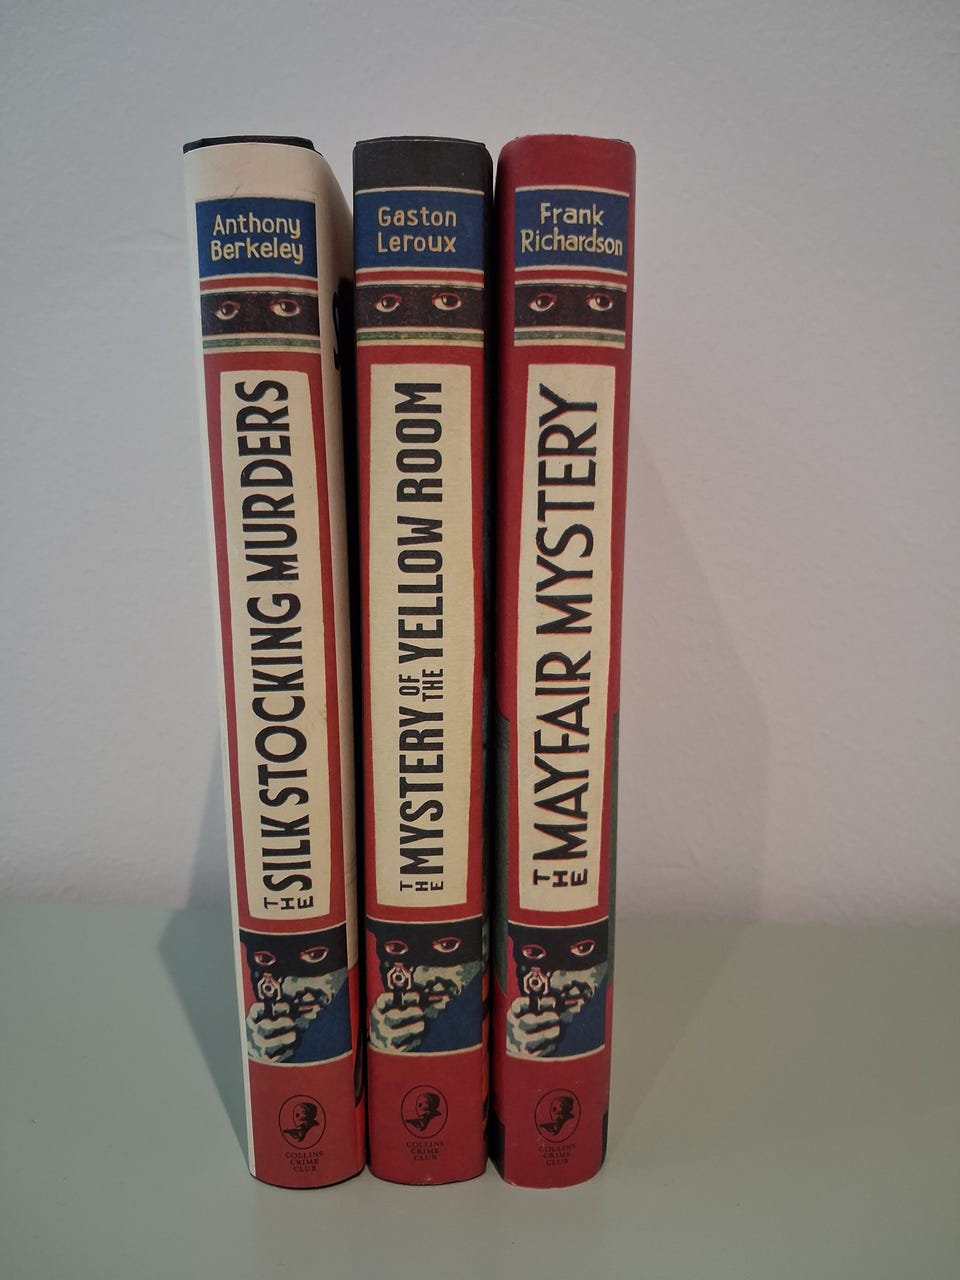 Anthony
Berkeley
THE SILK STOCKING MURDERS
COLLINS
CRIME
CLUB
Gaston
Leroux
THE MYSTERY OF THE YELLOW ROOM
COLLINS
CRIME
CLUB
Frank
Richardson
THE MAYFAIR MYSTERY
COLLINS
CRIME
CLUB